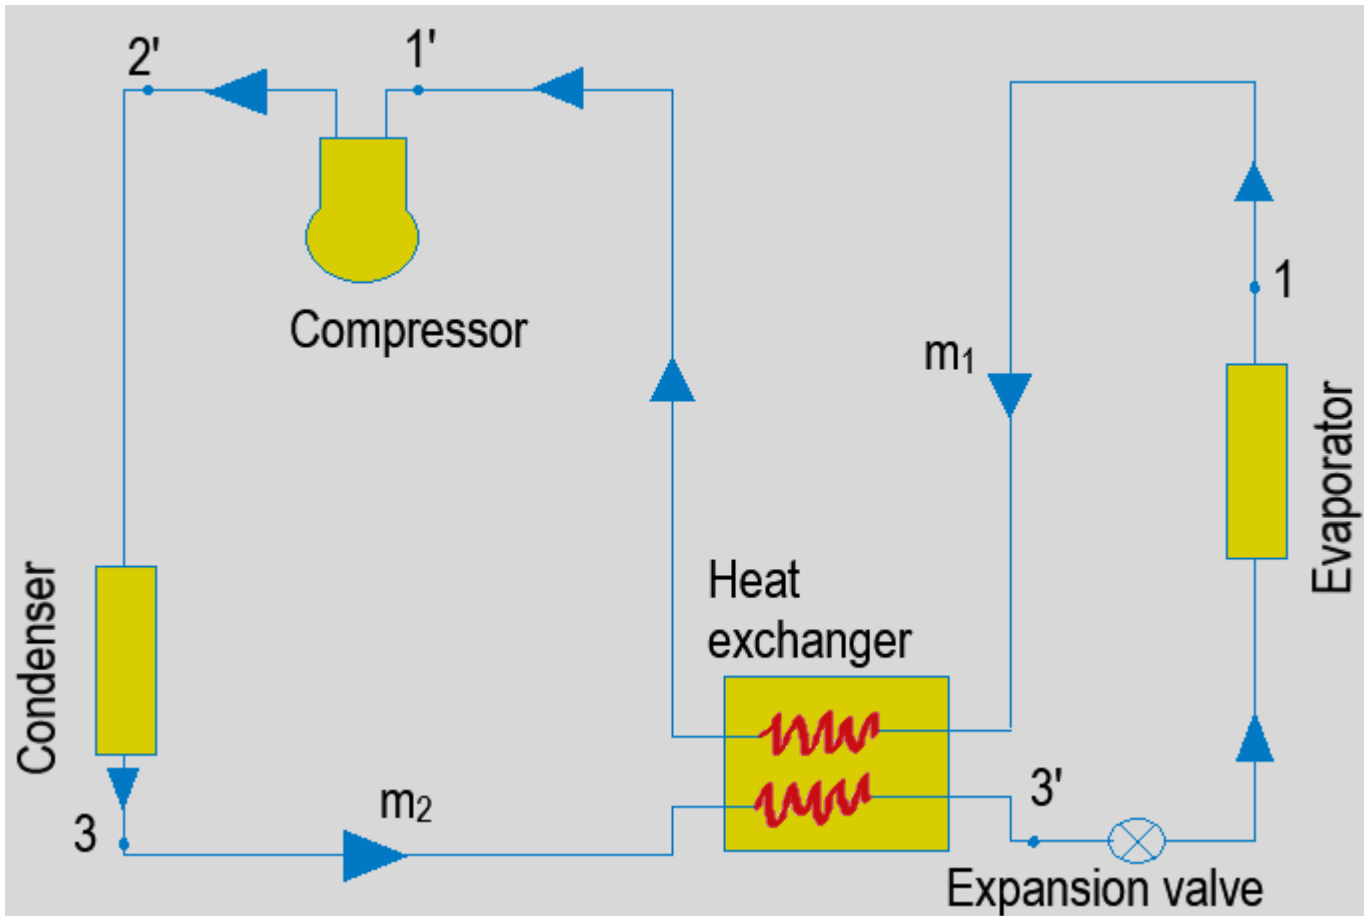 2'
1'
Compressor
1
m₁
Evaporator
Heat
exchanger
Condenser
m₂
3
3'
Expansion valve